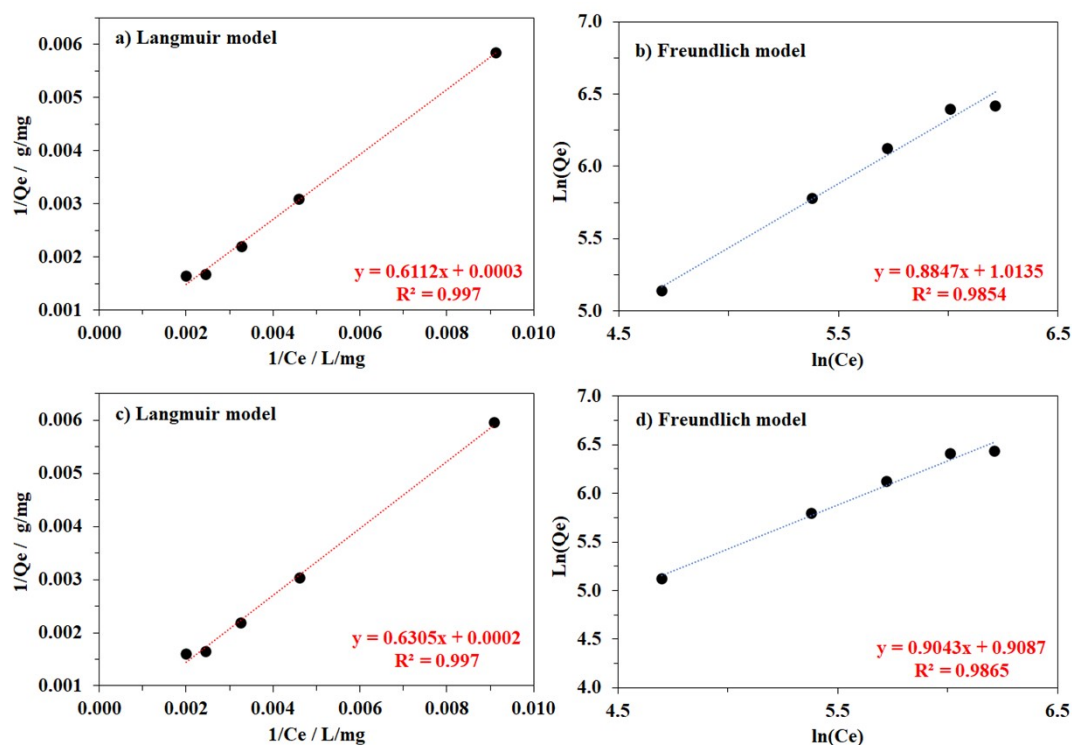 a) Langmuir model
1/Qe / g/mg
0.006
0.005
0.004
0.003
0.002
0.001
y = 0.6112x + 0.0003
R² = 0.997
0.000
0.002
0.004
0.006
0.008
0.010
1/Ce / L/mg
b) Freundlich model
Ln(Qe)
7.0
6.5
6.0
5.5
5.0
y = 0.8847x + 1.0135
R² = 0.9854
4.5
5.5
6.5
ln(Ce)
c) Langmuir model
1/Qe / g/mg
0.006
0.005
0.004
0.003
0.002
0.001
y = 0.6305x + 0.0002
R² = 0.997
0.000
0.002
0.004
0.006
0.008
0.010
1/Ce / L/mg
d) Freundlich model
Ln(Qe)
7.0
6.5
6.0
5.5
5.0
4.5
4.0
y = 0.9043x + 0.9087
R² = 0.9865
4.5
5.5
6.5
ln(Ce)